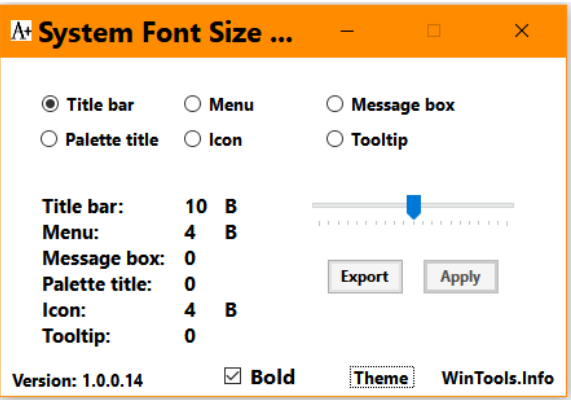 A+ System Font Size ...
Title bar Menu Message box
Palette title Icon Tooltip
Title bar: 10 B
Menu: 4 B
Message box: 0
Palette title: 0
Icon: 4 B
Tooltip: 0
Export Apply
Version: 1.0.0.14 Bold Theme WinTools.Info